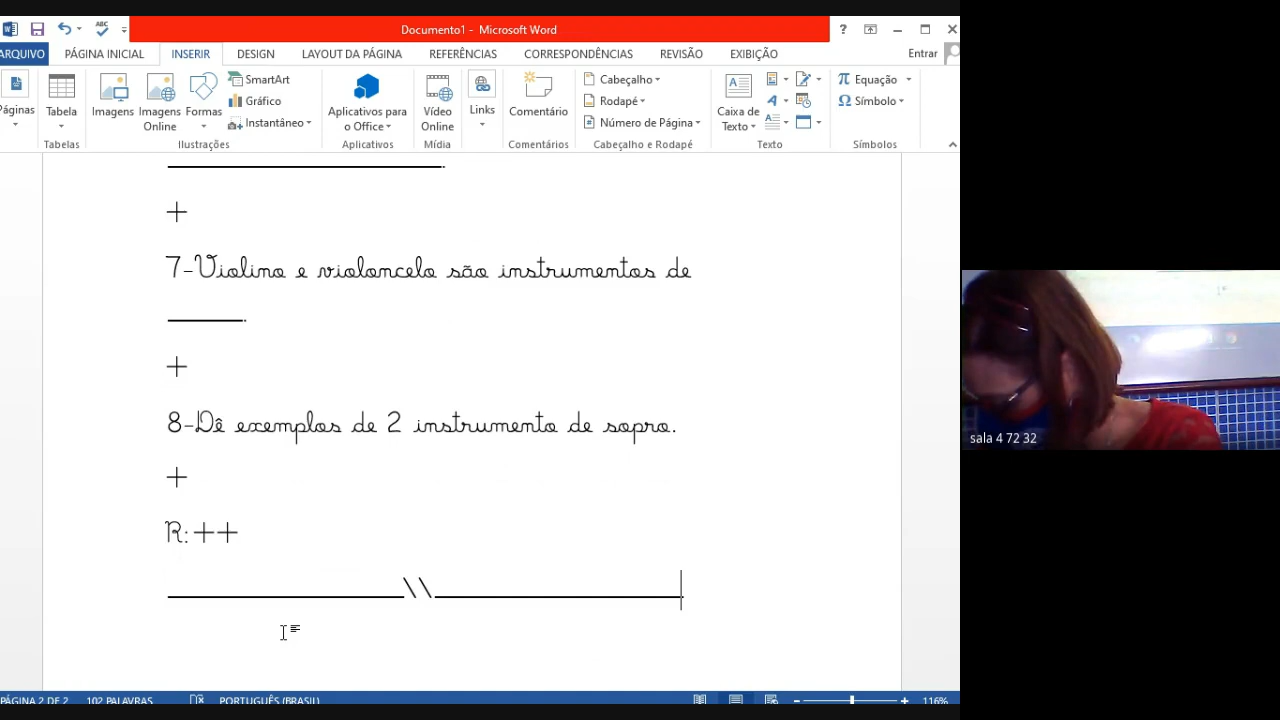 Documento1 - Microsoft Word
ARQUIVO PÁGINA INICIAL INSERIR DESIGN LAYOUT DA PÁGINA REFERÊNCIAS CORRESPONDÊNCIAS REVISÃO EXIBIÇÃO Entrar
Páginas
Tabela
Tabelas
Imagens
Imagens Online
Formas
SmartArt
Gráfico
Instantâneo
Ilustrações
Aplicativos para o Office
Aplicativos
Vídeo Online
Mídia
Links
Comentário
Comentários
Cabeçalho
Rodapé
Número de Página
Cabeçalho e Rodapé
Caixa de Texto
Texto
π Equação
Ω Símbolo
Símbolos
____________________.
+
7-Violino e violoncelo são instrumentos de
______.
+
8-Dê exemplos de 2 instrumento de sopro.
+
R:++
__________________\\__________________
PÁGINA 2 DE 2 102 PALAVRAS PORTUGUÊS (BRASIL) 116%
sala 4 72 32